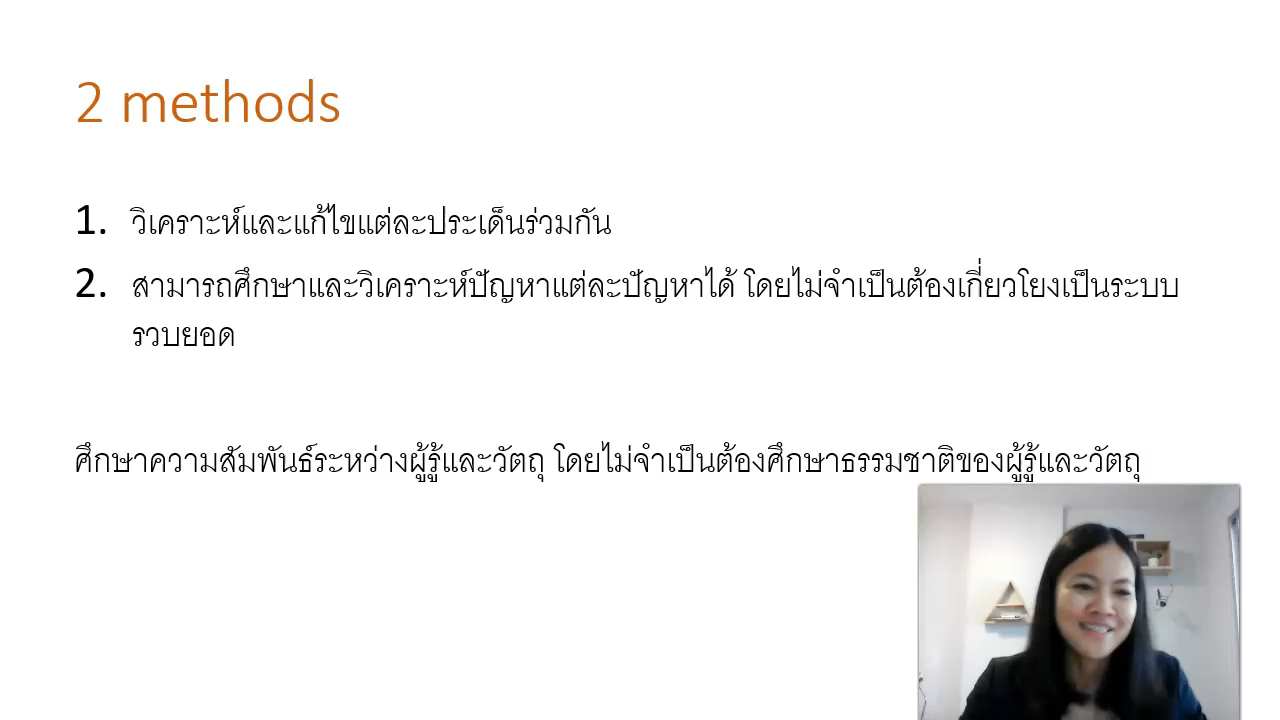 2 methods
1. วิเคราะห์และแก้ไขแต่ละประเด็นร่วมกัน
2. สามารถศึกษาและวิเคราะห์ปัญหาแต่ละปัญหาได้ โดยไม่จำเป็นต้องเกี่ยวโยงเป็นระบบ
รวบยอด
ศึกษาความสัมพันธ์ระหว่างผู้รู้และวัตถุ โดยไม่จำเป็นต้องศึกษาธรรมชาติของผู้รู้และวัตถุ